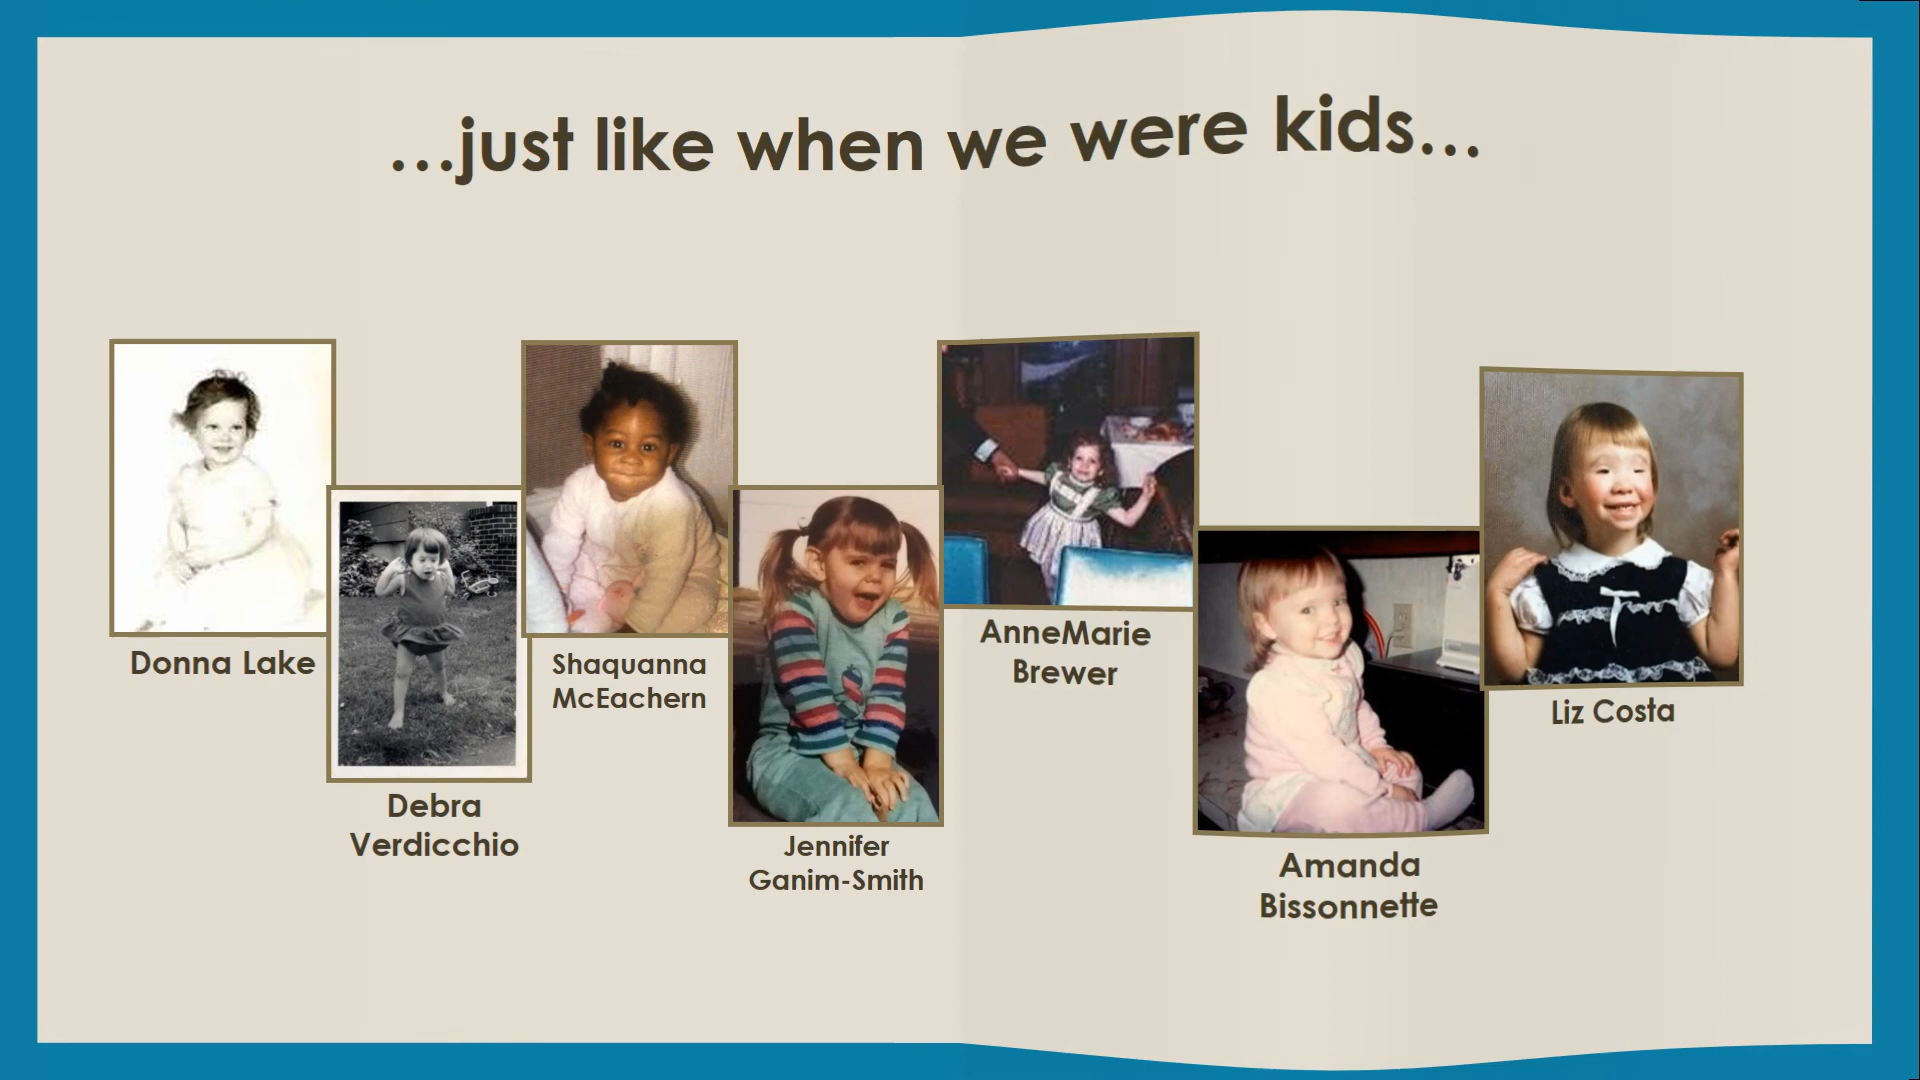 ...just like when we were kids...
Donna Lake
Debra
Verdicchio
Shaquanna
McEachern
Jennifer
Ganim-Smith
AnneMarie
Brewer
Amanda
Bissonnette
Liz Costa